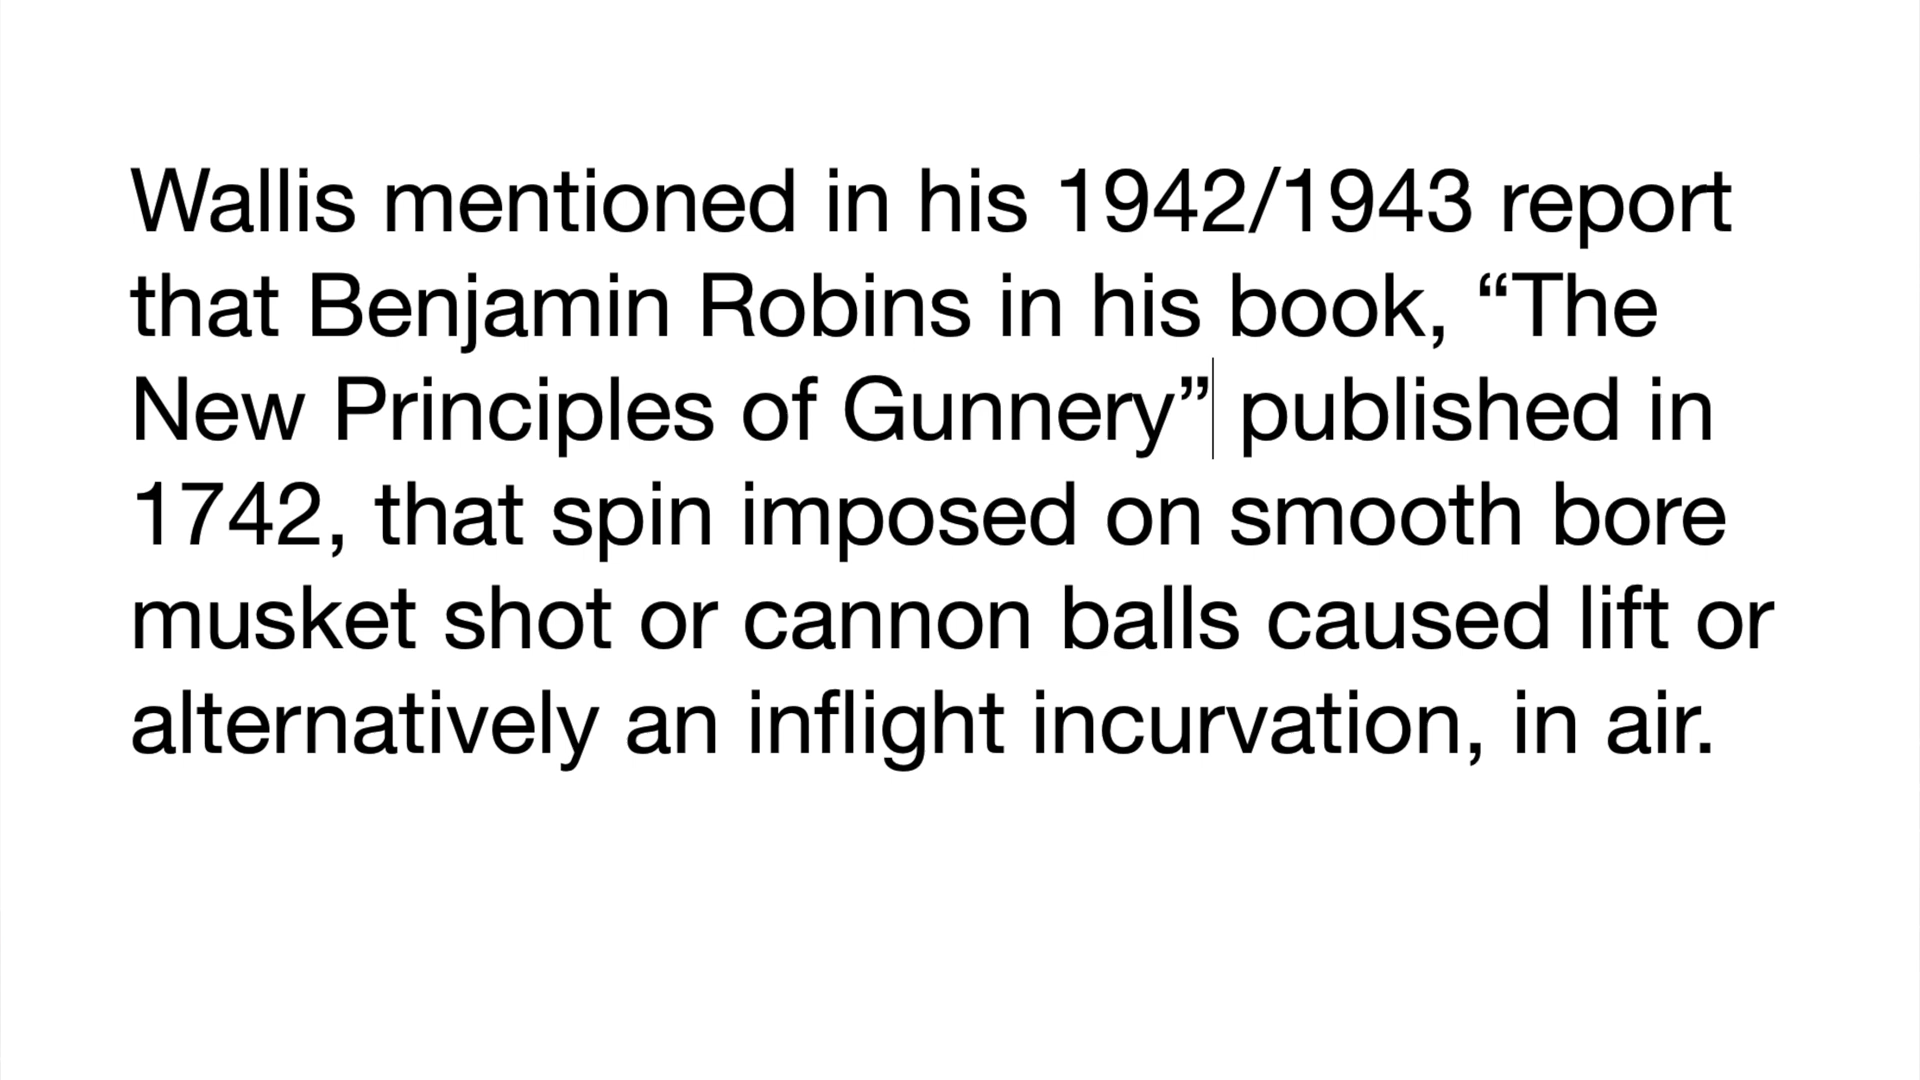 Wallis mentioned in his 1942/1943 report
that Benjamin Robins in his book, “The
New Principles of Gunnery” published in
1742, that spin imposed on smooth bore
musket shot or cannon balls caused lift or
alternatively an inflight incurvation, in air.